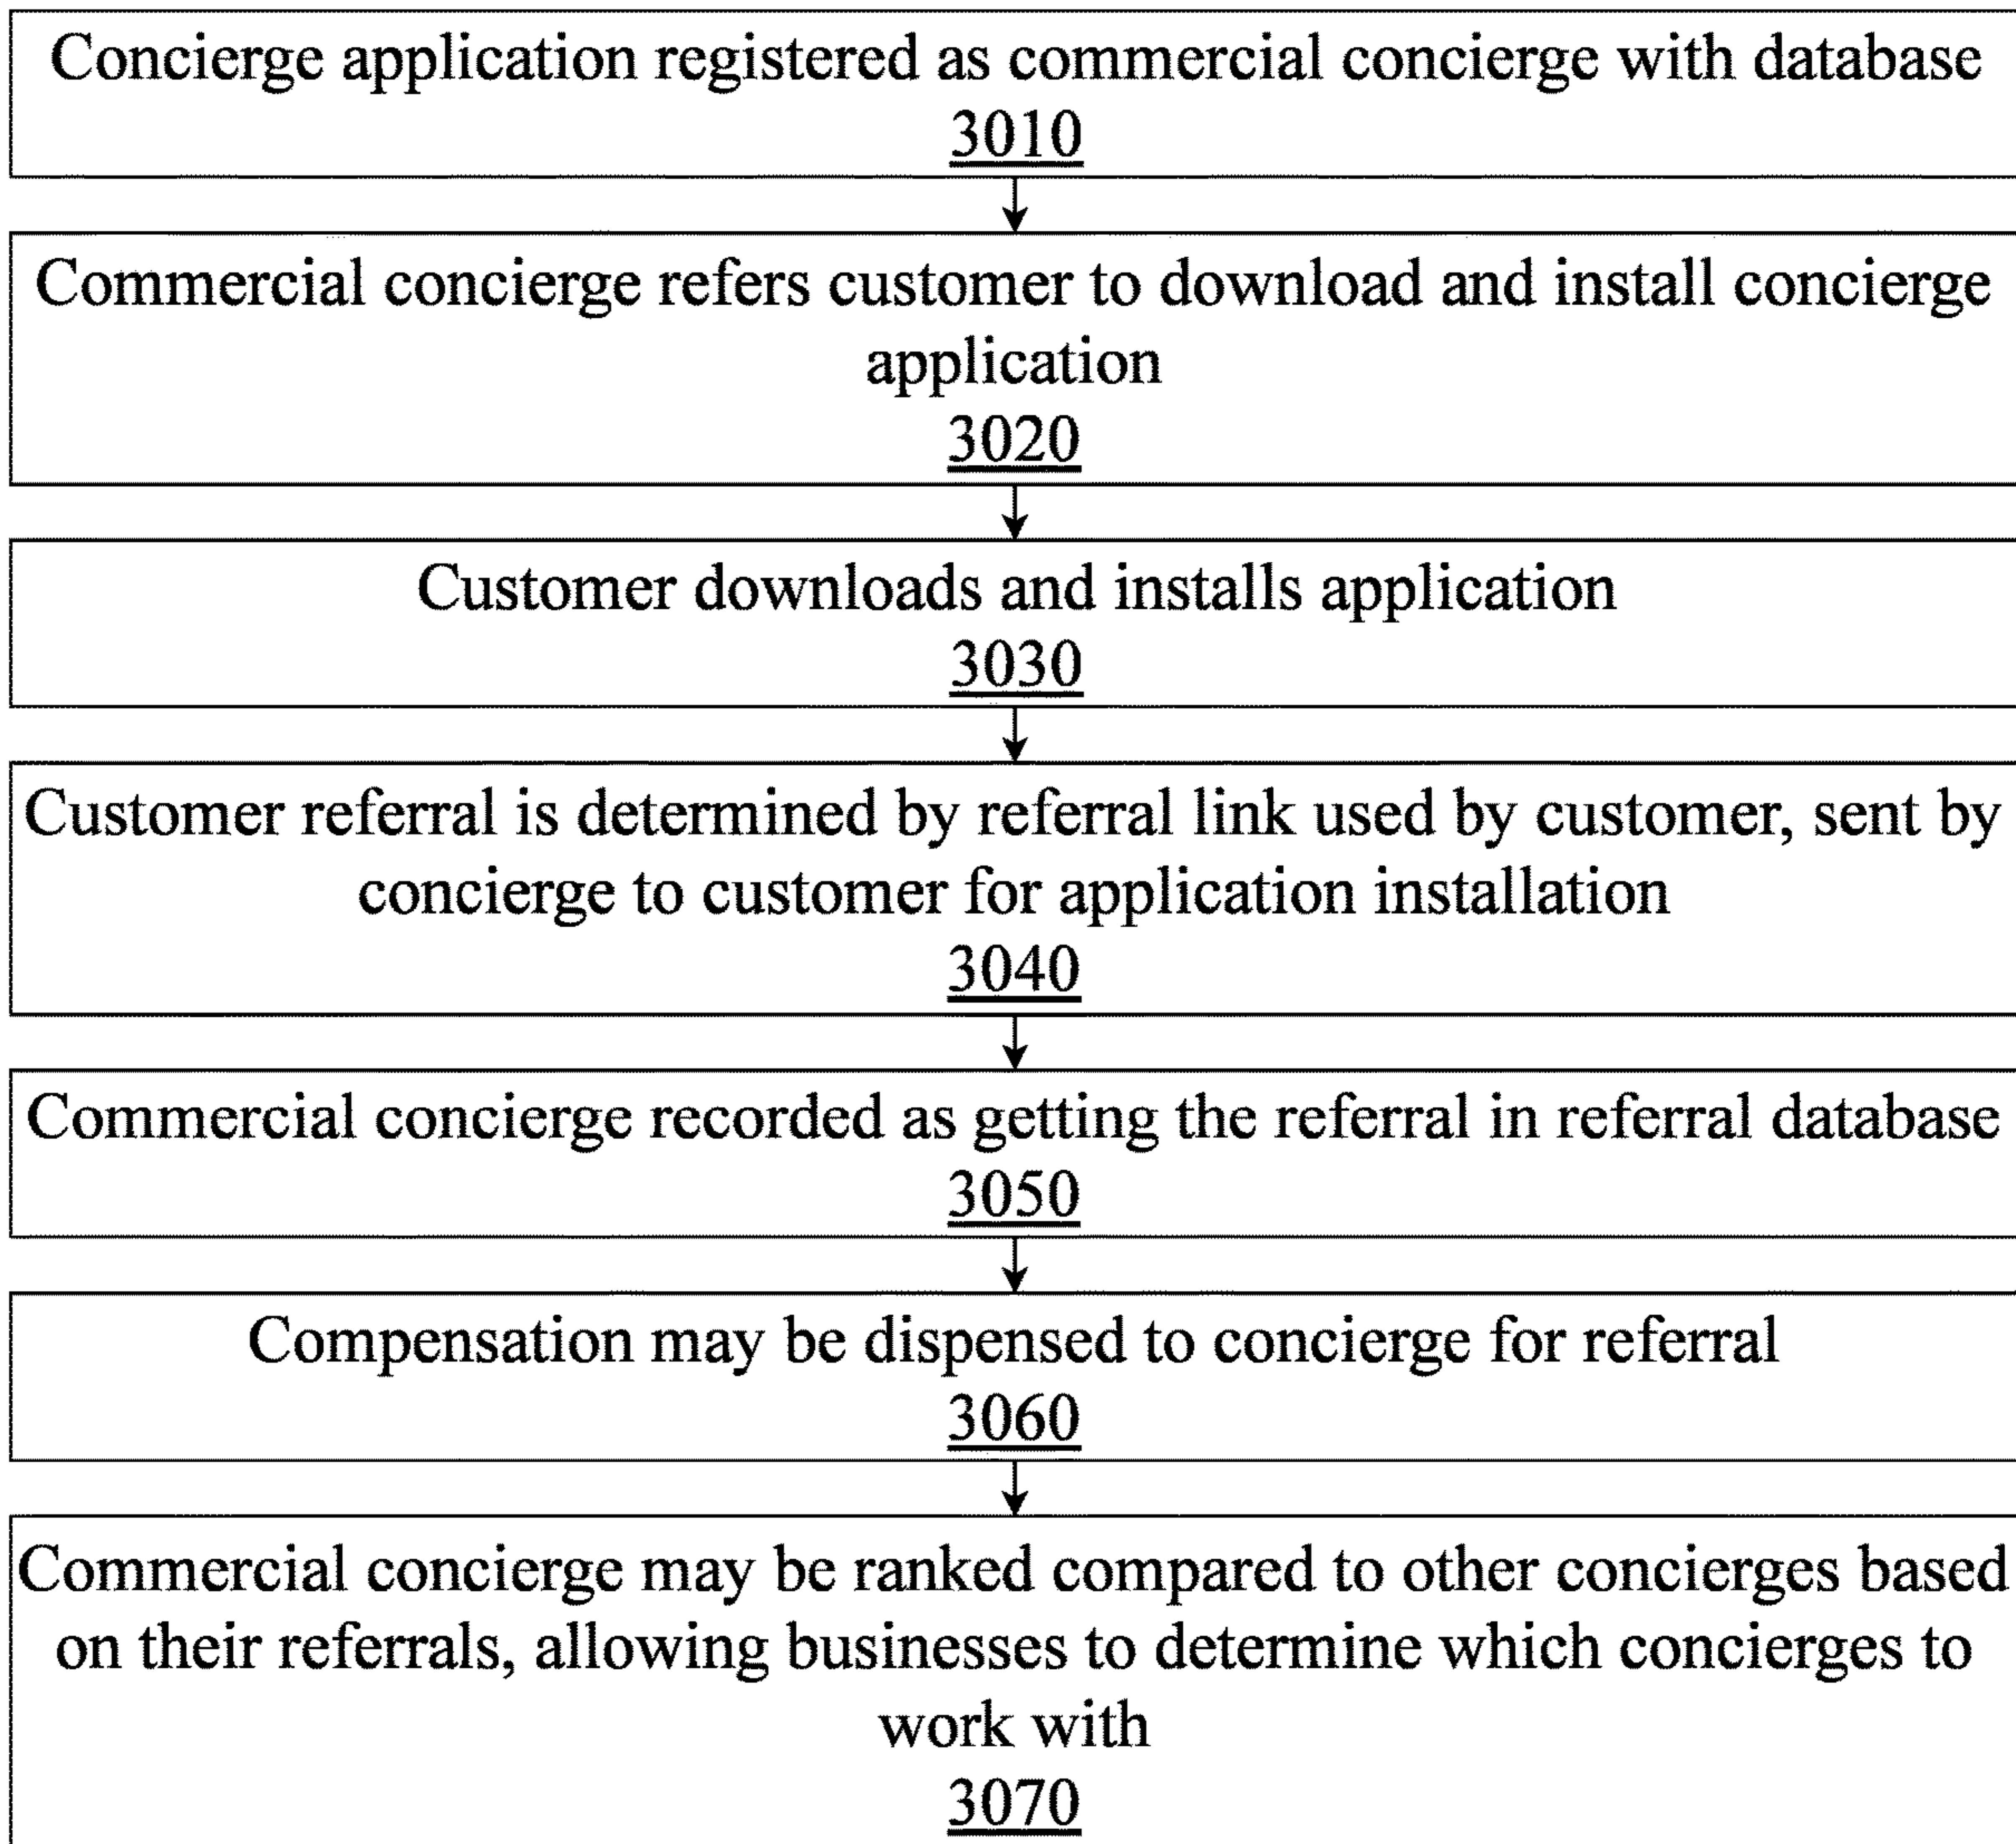 Concierge application registered as commercial concierge with database
3010
Commercial concierge refers customer to download and install concierge
application
3020
Customer downloads and installs application
3030
Customer referral is determined by referral link used by customer, sent by
concierge to customer for application installation
3040
Commercial concierge recorded as getting the referral in referral database
3050
Compensation may be dispensed to concierge for referral
3060
Commercial concierge may be ranked compared to other concierges based
on their referrals, allowing businesses to determine which concierges to
work with
3070